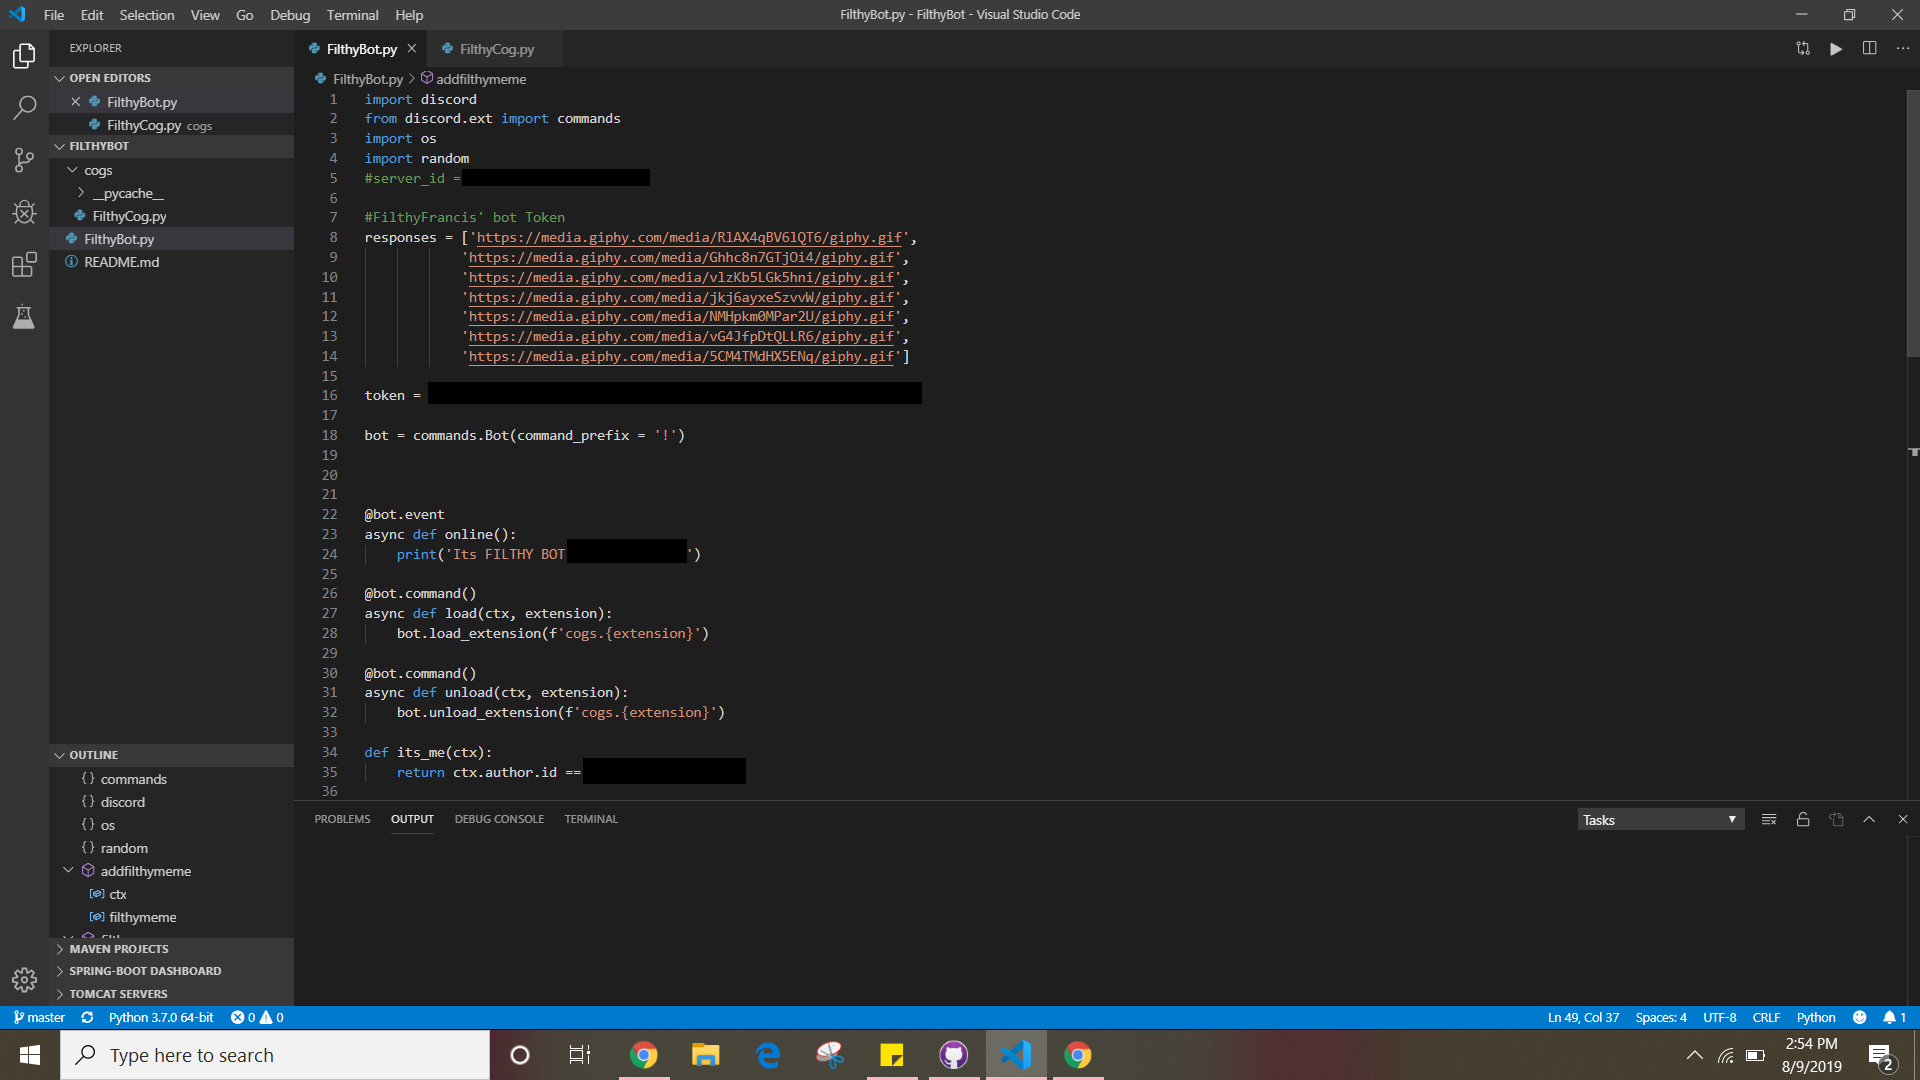 File Edit Selection View Go Debug Terminal Help
FilthyBot.py - FilthyBot - Visual Studio Code
EXPLORER
OPEN EDITORS
FilthyBot.py
FilthyCog.py cogs
FILTHYBOT
cogs
__pycache__
FilthyCog.py
FilthyBot.py
README.md
OUTLINE
{} commands
{} discord
{} os
{} random
addfilthymeme
ctx
filthymeme
MAVEN PROJECTS
SPRING-BOOT DASHBOARD
TOMCAT SERVERS
FilthyBot.py FilthyCog.py
FilthyBot.py > addfilthymeme
1 import discord
2 from discord.ext import commands
3 import os
4 import random
5 #server_id =
6
7 #FilthyFrancis' bot Token
8 responses = ['https://media.giphy.com/media/RlAX4qBV6lQT6/giphy.gif',
9 'https://media.giphy.com/media/Ghhc8n7GTjOi4/giphy.gif',
10 'https://media.giphy.com/media/vlzKb5LGk5hni/giphy.gif',
11 'https://media.giphy.com/media/jkj6ayxeSzvvW/giphy.gif',
12 'https://media.giphy.com/media/NMHpkm0MPar2U/giphy.gif',
13 'https://media.giphy.com/media/vG4JfpDtQLLR6/giphy.gif',
14 'https://media.giphy.com/media/5CM4TMdHX5ENq/giphy.gif']
15
16 token =
17
18 bot = commands.Bot(command_prefix = '!')
19
20
21
22 @bot.event
23 async def online():
24 print('Its FILTHY BOT ')
25
26 @bot.command()
27 async def load(ctx, extension):
28 bot.load_extension(f'cogs.{extension}')
29
30 @bot.command()
31 async def unload(ctx, extension):
32 bot.unload_extension(f'cogs.{extension}')
33
34 def its_me(ctx):
35 return ctx.author.id ==
36
PROBLEMS OUTPUT DEBUG CONSOLE TERMINAL
Tasks
master Python 3.7.0 64-bit 0 0
Ln 49, Col 37 Spaces: 4 UTF-8 CRLF Python 1
Type here to search
2:54 PM
8/9/2019
2